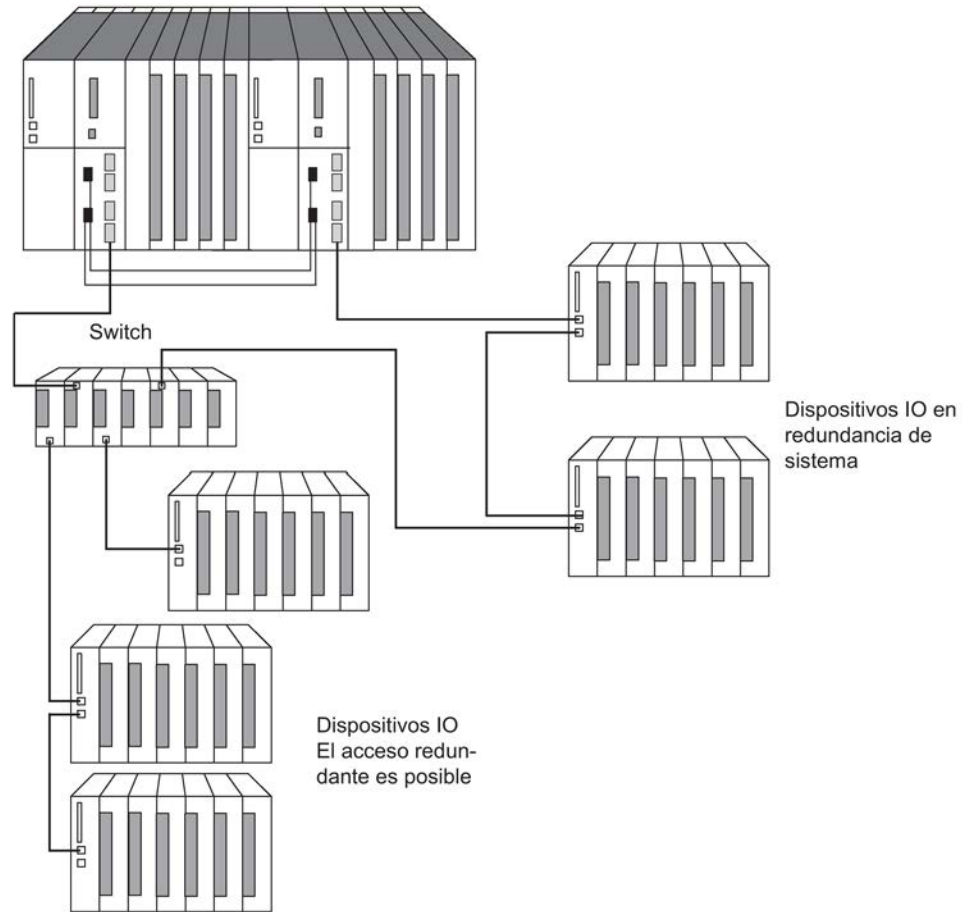 Switch
Dispositivos IO en
redundancia de
sistema
Dispositivos IO
El acceso redun-
dante es posible